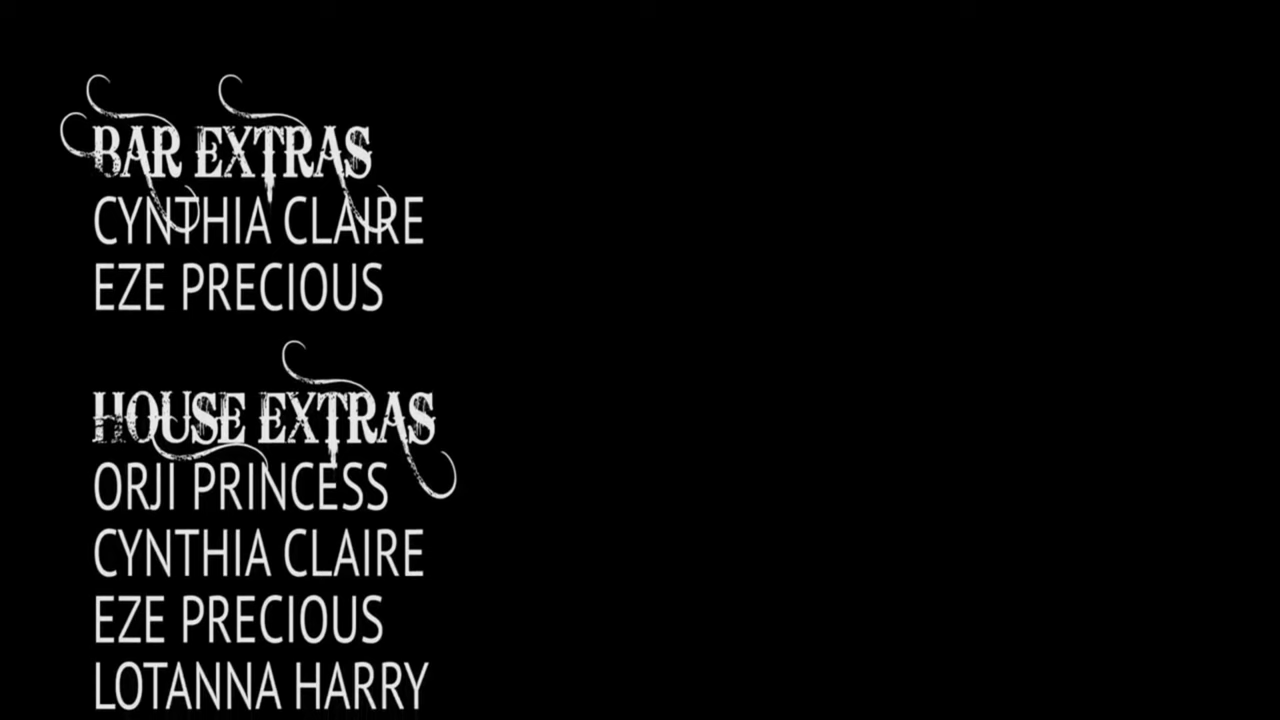 BAR EXTRAS
CYNTHIA CLAIRE
EZE PRECIOUS
HOUSE EXTRAS
ORJI PRINCESS
CYNTHIA CLAIRE
EZE PRECIOUS
LOTANNA HARRY